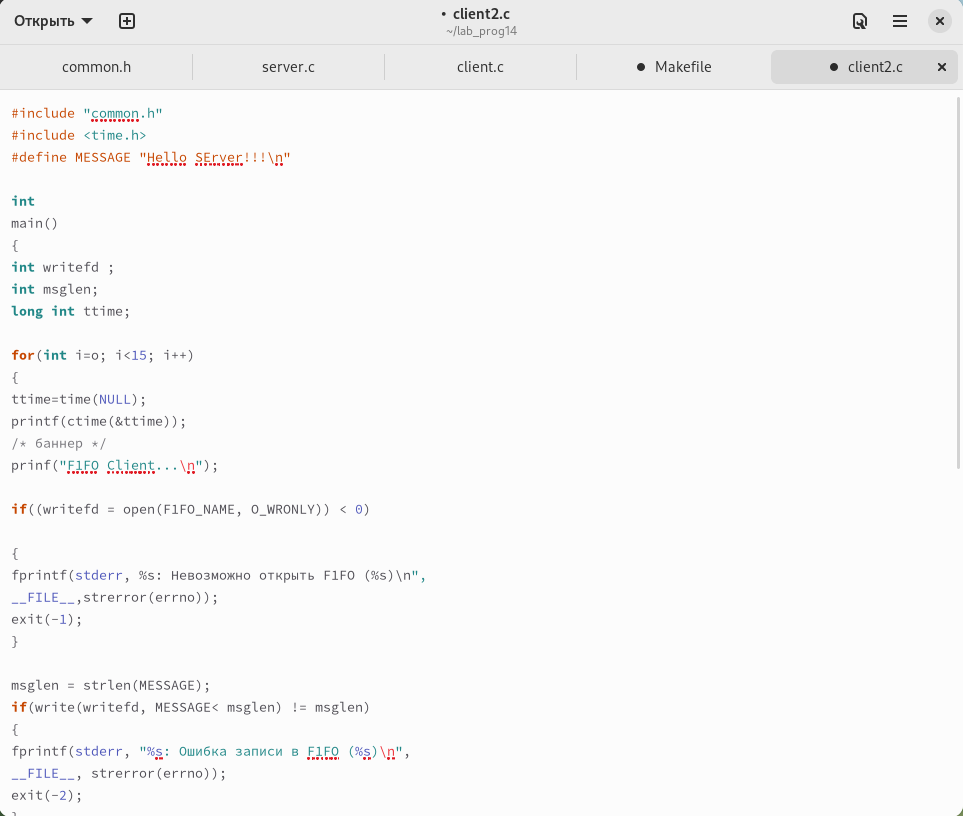 Открыть
• client2.c
~/lab_prog14
common.h server.c client.c ● Makefile ● client2.c
#include "common.h"
#include <time.h>
#define MESSAGE "Hello SErver!!!\n"
int
main()
{
int writefd ;
int msglen;
long int ttime;
for(int i=o; i<15; i++)
{
ttime=time(NULL);
printf(ctime(&ttime));
/* баннер */
prinf("F1FO Client...\n");
if((writefd = open(F1FO_NAME, O_WRONLY)) < 0)
{
fprintf(stderr, %s: Невозможно открыть F1FO (%s)\n",
__FILE__,strerror(errno));
exit(-1);
}
msglen = strlen(MESSAGE);
if(write(writefd, MESSAGE< msglen) != msglen)
{
fprintf(stderr, "%s: Ошибка записи в F1FO (%s)\n",
__FILE__, strerror(errno));
exit(-2);
}